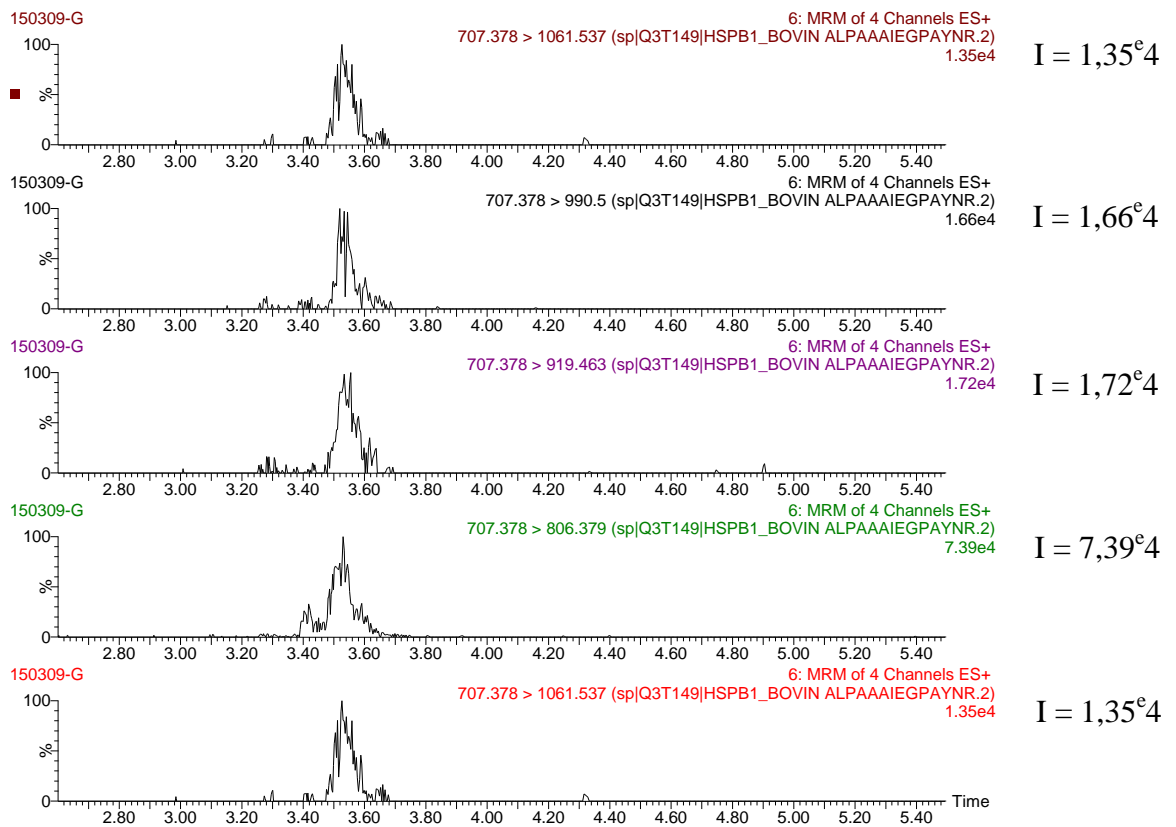 150309-G
6: MRM of 4 Channels ES+
707.378 > 1061.537 (sp|Q3T149|HSPB1_BOVIN ALPAAAIEGPAYNR.2)
1.35e4
I = 1,35e4
100
%
0
2.80 3.00 3.20 3.40 3.60 3.80 4.00 4.20 4.40 4.60 4.80 5.00 5.20 5.40
150309-G
6: MRM of 4 Channels ES+
707.378 > 990.5 (sp|Q3T149|HSPB1_BOVIN ALPAAAIEGPAYNR.2)
1.66e4
I = 1,66e4
100
%
0
2.80 3.00 3.20 3.40 3.60 3.80 4.00 4.20 4.40 4.60 4.80 5.00 5.20 5.40
150309-G
6: MRM of 4 Channels ES+
707.378 > 919.463 (sp|Q3T149|HSPB1_BOVIN ALPAAAIEGPAYNR.2)
1.72e4
I = 1,72e4
100
%
0
2.80 3.00 3.20 3.40 3.60 3.80 4.00 4.20 4.40 4.60 4.80 5.00 5.20 5.40
150309-G
6: MRM of 4 Channels ES+
707.378 > 806.379 (sp|Q3T149|HSPB1_BOVIN ALPAAAIEGPAYNR.2)
7.39e4
I = 7,39e4
100
%
0
2.80 3.00 3.20 3.40 3.60 3.80 4.00 4.20 4.40 4.60 4.80 5.00 5.20 5.40
150309-G
6: MRM of 4 Channels ES+
707.378 > 1061.537 (sp|Q3T149|HSPB1_BOVIN ALPAAAIEGPAYNR.2)
1.35e4
I = 1,35e4
100
%
0
Time
2.80 3.00 3.20 3.40 3.60 3.80 4.00 4.20 4.40 4.60 4.80 5.00 5.20 5.40